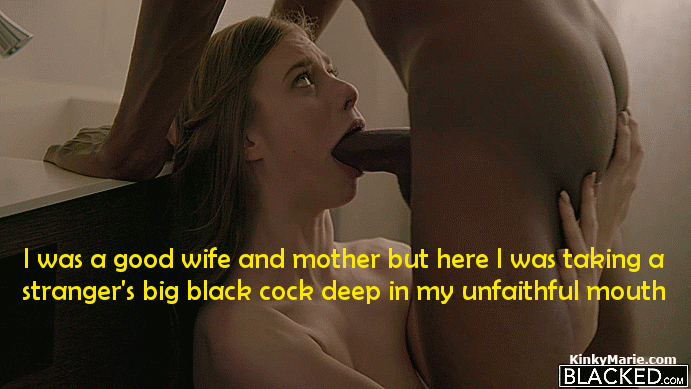 I was a good wife and mother but here I was taking a
stranger's big black cock deep in my unfaithful mouth
KinkyMarie.com
BLACKED.COM